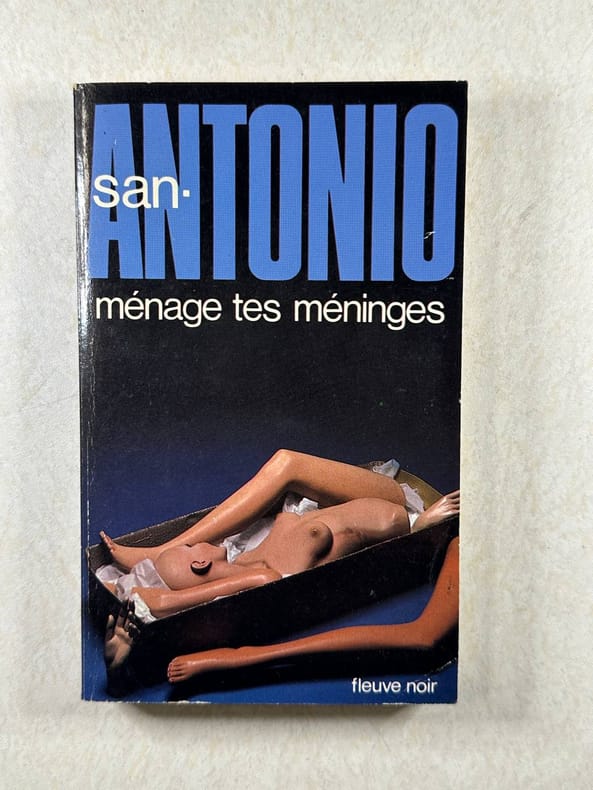 san·
ANTONIO
ménage tes méninges
fleuve noir